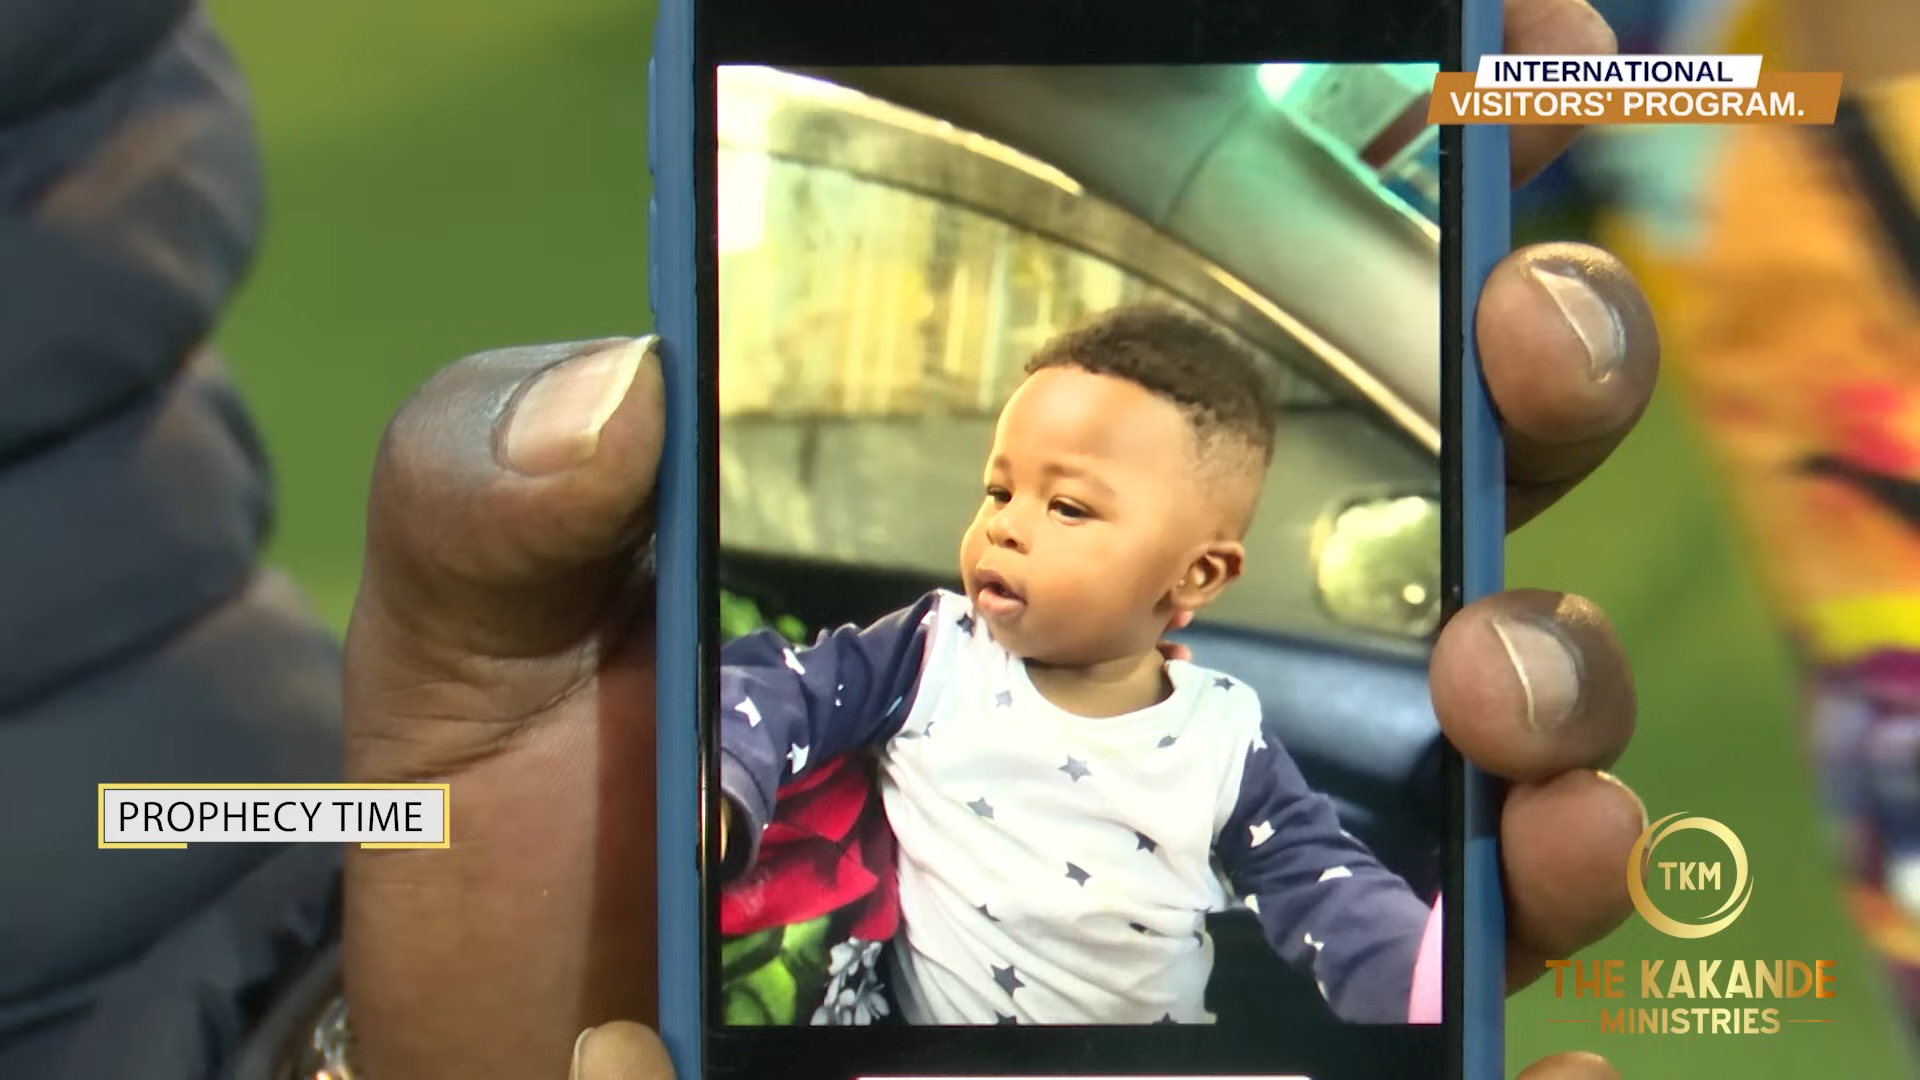 INTERNATIONAL
VISITORS' PROGRAM.
PROPHECY TIME
TKM
THE KAKANDE
MINISTRIES